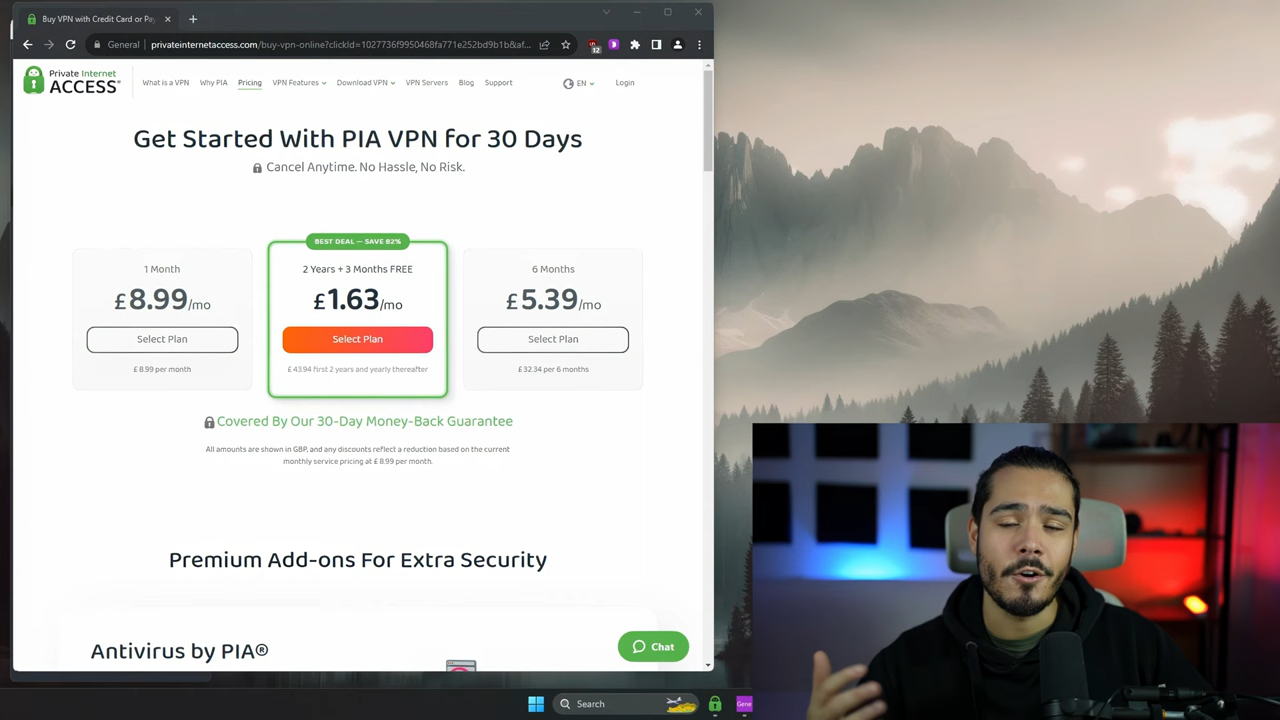 Buy VPN with Credit Card or Pay
General
privateinternetaccess.com/buy-vpn-online?clickId=1027736f9950468fa771e252bd9b1b&af...
12
Private Internet
ACCESS®
What is a VPN
Why PIA
Pricing
VPN Features
Download VPN
VPN Servers
Blog
Support
EN
Login
Get Started With PIA VPN for 30 Days
Cancel Anytime. No Hassle, No Risk.
BEST DEAL — SAVE 82%
1 Month
£8.99/mo
Select Plan
£ 8.99 per month
2 Years + 3 Months FREE
£1.63/mo
Select Plan
£ 43.94 first 2 years and yearly thereafter
6 Months
£5.39/mo
Select Plan
£ 32.34 per 6 months
Covered By Our 30-Day Money-Back Guarantee
All amounts are shown in GBP, and any discounts reflect a reduction based on the current
monthly service pricing at £ 8.99 per month.
Premium Add-ons For Extra Security
Antivirus by PIA®
Chat
Search
Gene